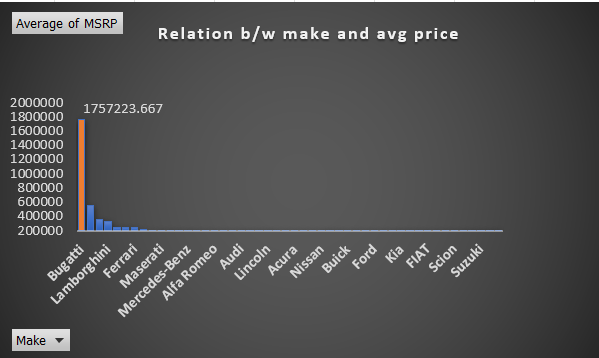 Average of MSRP
Relation b/w make and avg price
2000000
1800000
1600000
1400000
1200000
1000000
800000
600000
400000
200000
1757223.667
Bugatti
Lamborghini
Ferrari
Maserati
Mercedes-Benz
Alfa Romeo
Audi
Lincoln
Acura
Nissan
Buick
Ford
Kia
FIAT
Scion
Suzuki
Make